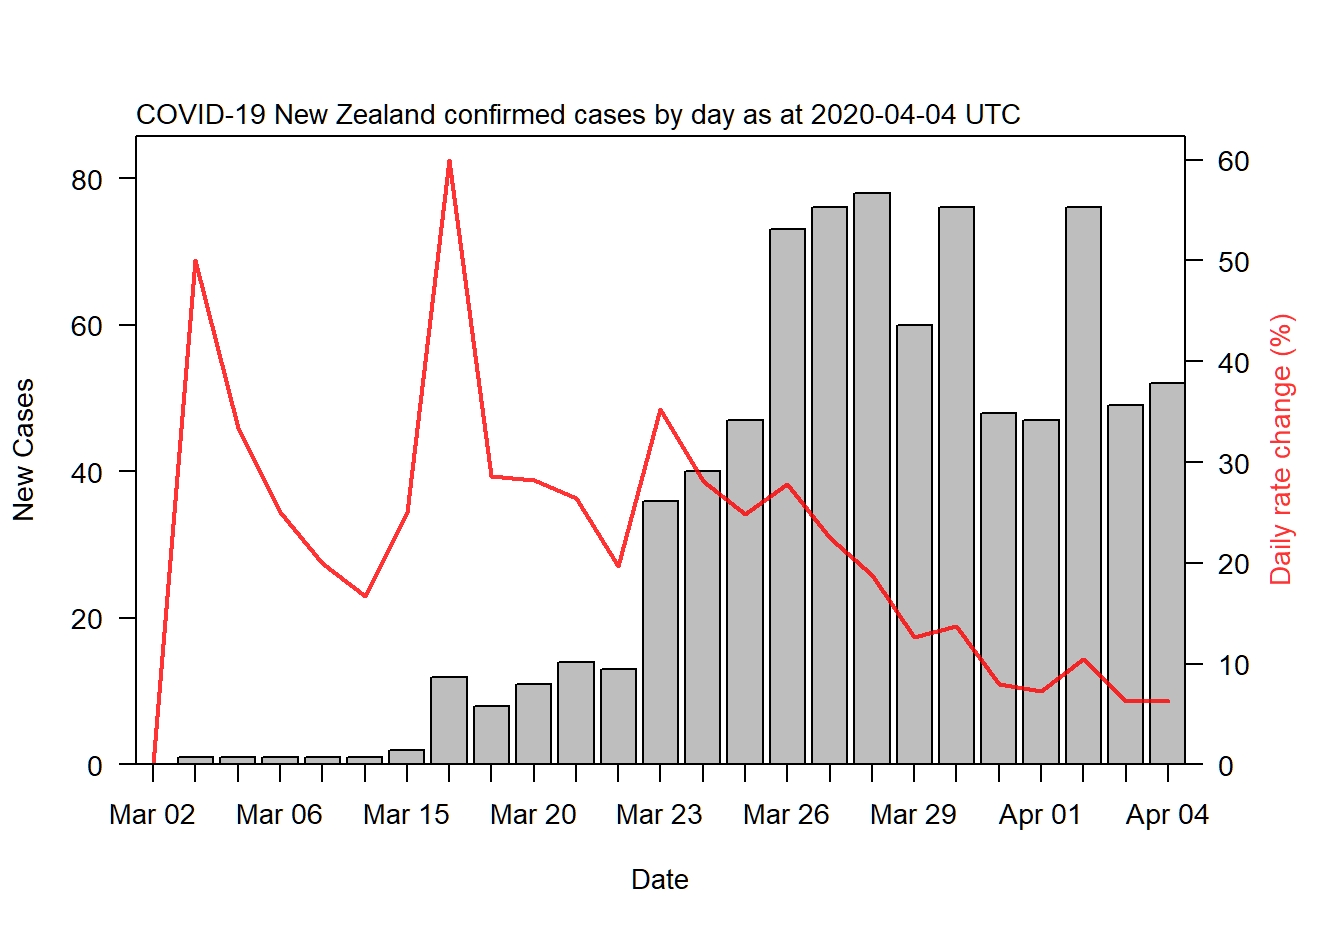 COVID-19 New Zealand confirmed cases by day as at 2020-04-04 UTC
80
60
40
20
0
New Cases
60
50
40
30
20
10
0
Daily rate change (%)
Mar 02 Mar 06 Mar 15 Mar 20 Mar 23 Mar 26 Mar 29 Apr 01 Apr 04
Date